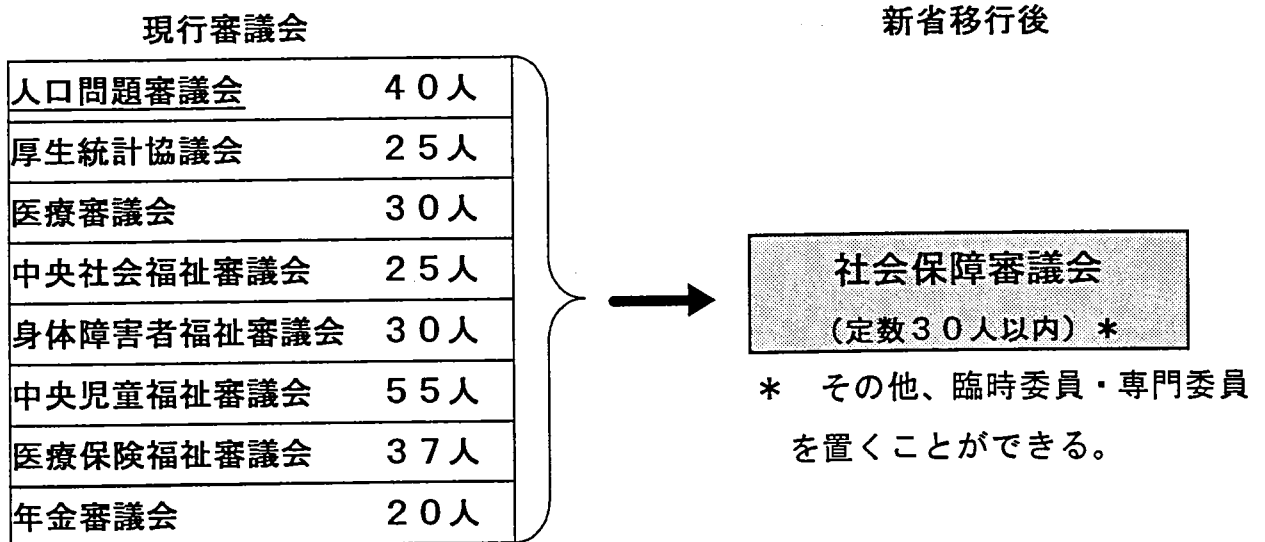 現行審議会
人口問題審議会 40人
厚生統計協議会 25人
医療審議会 30人
中央社会福祉審議会 25人
身体障害者福祉審議会 30人
中央児童福祉審議会 55人
医療保険福祉審議会 37人
年金審議会 20人
新省移行後
社会保障審議会
(定数30人以内)*
* その他、臨時委員・専門委員
を置くことができる。